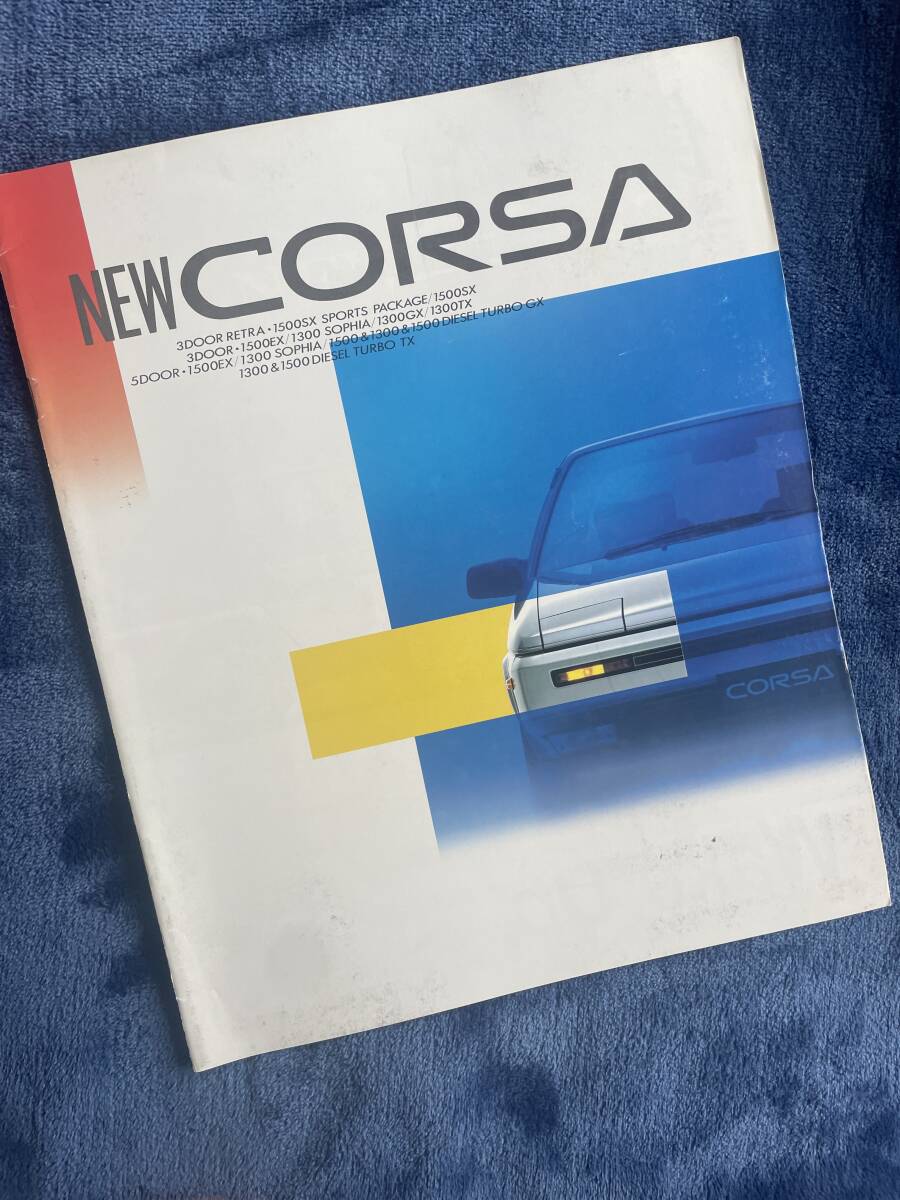 NEW CORSA
3DOOR RETRA・1500SX SPORTS PACKAGE/1500SX
3DOOR・1500EX/1300 SOPHIA/1300GX/1300TX
5DOOR・1500EX/1300 SOPHIA/1500&1300&1500 DIESEL TURBO GX
1300&1500 DIESEL TURBO TX
CORSA